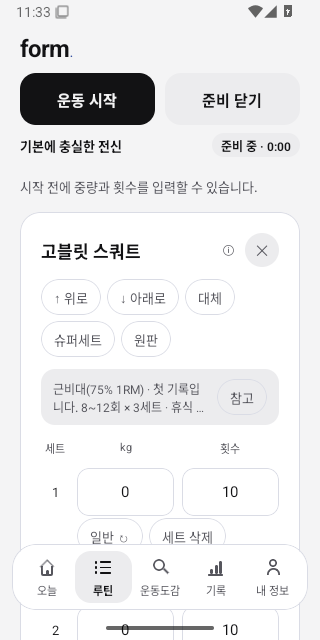 11:33
form.
운동 시작
준비 닫기
기본에 충실한 전신
준비 중 · 0:00
시작 전에 중량과 횟수를 입력할 수 있습니다.
고블릿 스쿼트
↑ 위로
↓ 아래로
대체
슈퍼세트
원판
근비대(75% 1RM) · 첫 기록입
니다. 8~12회 × 3세트 · 휴식 ...
참고
세트
kg
횟수
1
0
10
일반
세트 삭제
오늘
루틴
운동도감
기록
내 정보
2
0
10